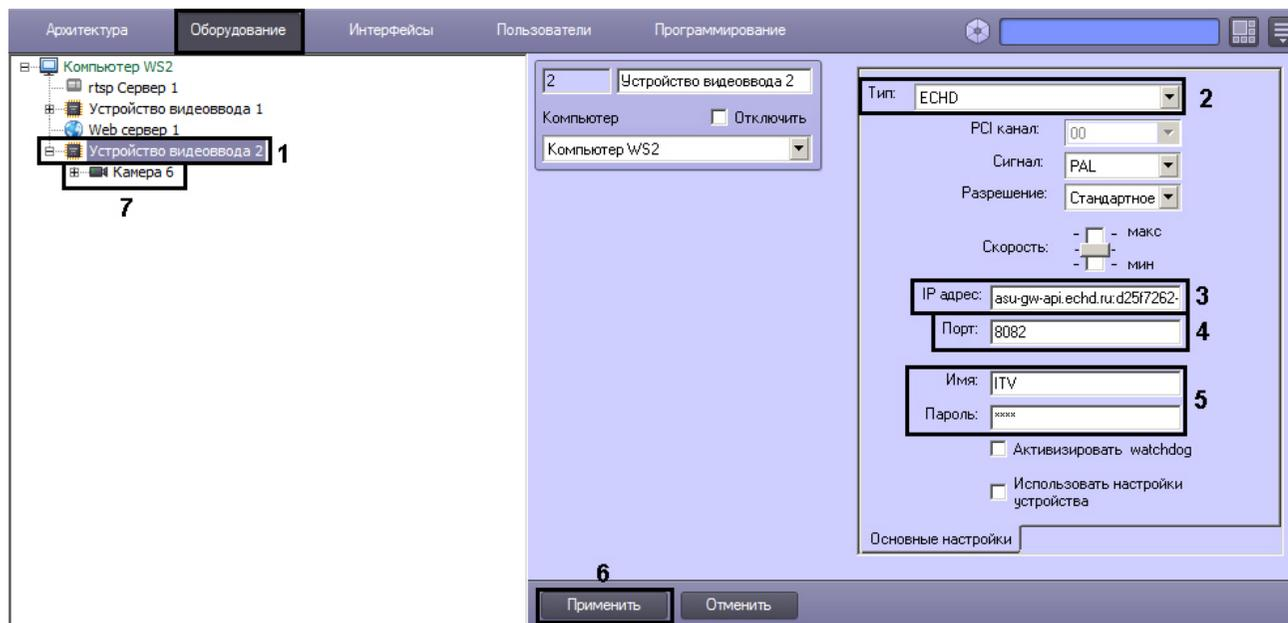 Архитектура Оборудование Интерфейсы Пользователи Программирование
Компьютер WS2
rtsp Сервер 1
Устройство видеоввода 1
Web сервер 1
Устройство видеоввода 2 1
Камера 6
7
2 Устройство видеоввода 2
Компьютер Отключить
Компьютер WS2
Тип: ECHD 2
PCI канал: 00
Сигнал: PAL
Разрешение: Стандартное
Скорость: - - макс
- - мин
IP адрес: asu-gw-api.echd.ru:d25f7262- 3
Порт: 8082 4
Имя: ITV
Пароль: ××××
5
Активизировать watchdog
Использовать настройки
устройства
Основные настройки
6
Применить Отменить